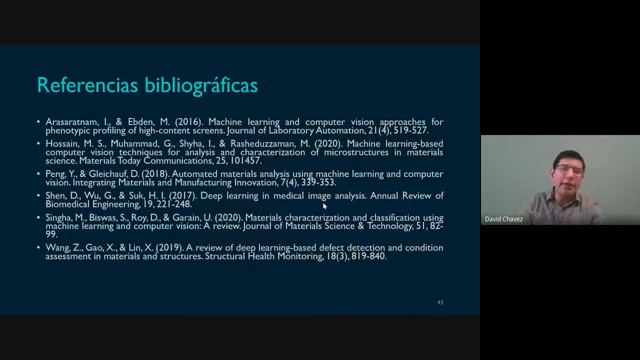 Referencias bibliográficas
• Arasaratnam, I., & Ebden, M. (2016). Machine learning and computer vision approaches for
phenotypic profiling of high-content screens. Journal of Laboratory Automation, 21(4), 519-527.
• Hossain, M. S., Muhammad, G., Shyiha, I., & Rasheduzzaman, M. (2020). Machine learning-based
computer vision techniques for analysis and characterization of microstructures in materials
science. Materials Today Communications, 25, 101457.
• Peng, Y., & Gleichauf, D. (2018). Automated materials analysis using machine learning and computer
vision. Integrating Materials and Manufacturing Innovation, 7(4), 339-353.
• Shen, D., Wu, G., & Suk, H. I. (2017). Deep learning in medical image analysis. Annual Review of
Biomedical Engineering, 19, 221-248.
• Singha, M., Biswas, S., Roy, D., & Garain, U. (2020). Materials characterization and classification using
machine learning and computer vision: A review. Journal of Materials Science & Technology, 51, 82-
99.
• Wang, Z., Gao, X., & Lin, X. (2019). A review of deep learning-based defect detection and condition
assessment in materials and structures. Structural Health Monitoring, 18(3), 819-840.
43
David Chavez